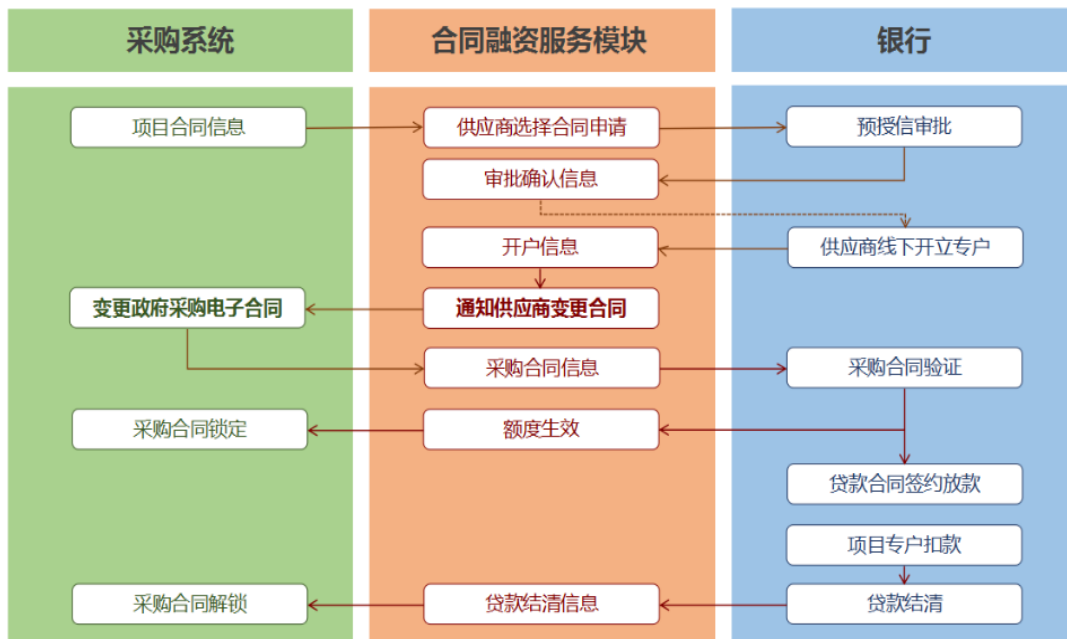 采购系统
合同融资服务模块
银行
项目合同信息
供应商选择合同申请
预授信审批
审批确认信息
开户信息
供应商线下开立专户
变更政府采购电子合同
通知供应商变更合同
采购合同信息
采购合同验证
采购合同锁定
额度生效
贷款合同签约放款
项目专户扣款
采购合同解锁
贷款结清信息
贷款结清